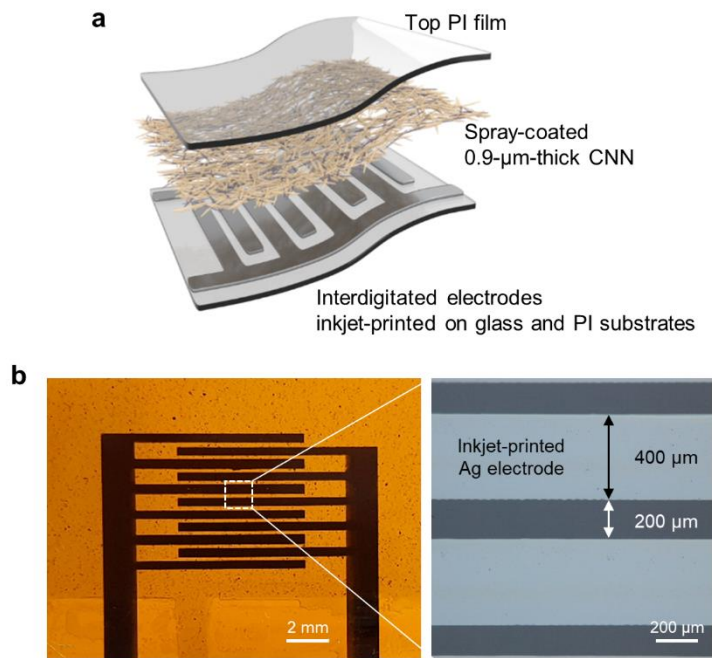 a
Top PI film
Spray-coated
0.9-µm-thick CNN
Interdigitated electrodes
inkjet-printed on glass and PI substrates
b
2 mm
Inkjet-printed
Ag electrode
400 µm
200 µm
200 µm